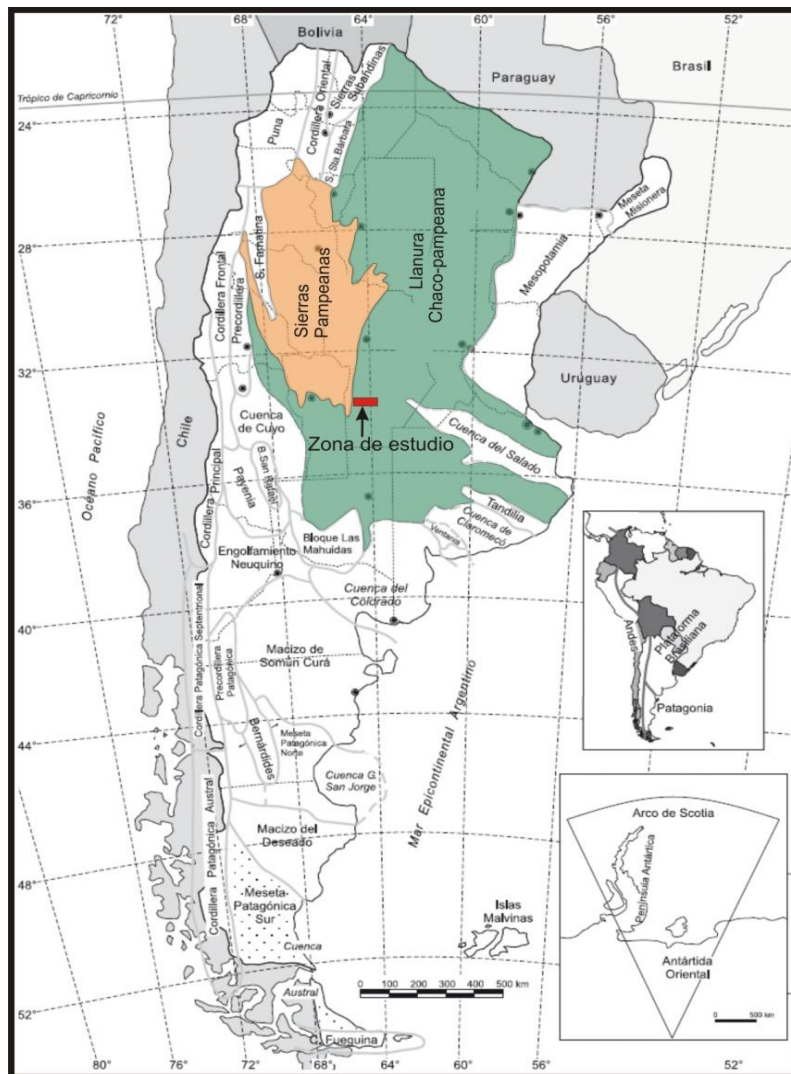 72°
68°
64°
60°
56°
52°
Bolivia
Brasil
Paraguay
Trópico de Capricornio
24°
Puna
Cordillera Oriental
Sierras
Subandinas
S. Sta Bárbara
Meseta
Misionera
28°
S. Famatina
Sierras
Pampeanas
Llanura
Chaco-pampeana
Mesopotamia
Cordillera Frontal
Precordillera
32°
Uruguay
Cuenca
de Cuyo
Zona de estudio
Cuenca del Salado
Océano Pacífico
Chile
Cordillera Principal
B. San Rafael
Payenia
36°
Tandilia
Cuenca de
Claromecó
Ventania
Bloque Las
Mahuidas
Engolfamiento
Neuquino
Cuenca del
Colorado
40°
Cordillera Patagónica Septentrional
Precordillera
Patagónica
Macizo de
Somún Curá
Mar Epicontinental Argentino
Andes
Plataforma
Brasiliana
Patagonia
44°
Bernárdides
Meseta
Patagónica
Norte
Cuenca G.
San Jorge
Cordillera Patagónica Austral
Macizo del
Deseado
Arco de Scotia
Península Antártica
48°
Meseta
Patagónica
Sur
Islas
Malvinas
Cuenca
Antártida
Oriental
0 100 200 300 400 500 km
0 500 km
Austral
52°
C. Fueguina
80°
76°
72°
68°
64°
60°
56°
52°